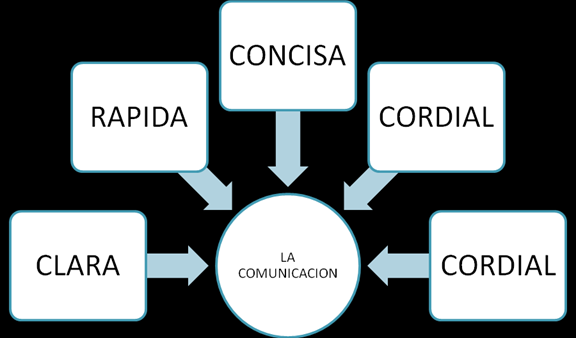 CONCISA
RAPIDA
CORDIAL
CLARA
LA
COMUNICACION
CORDIAL